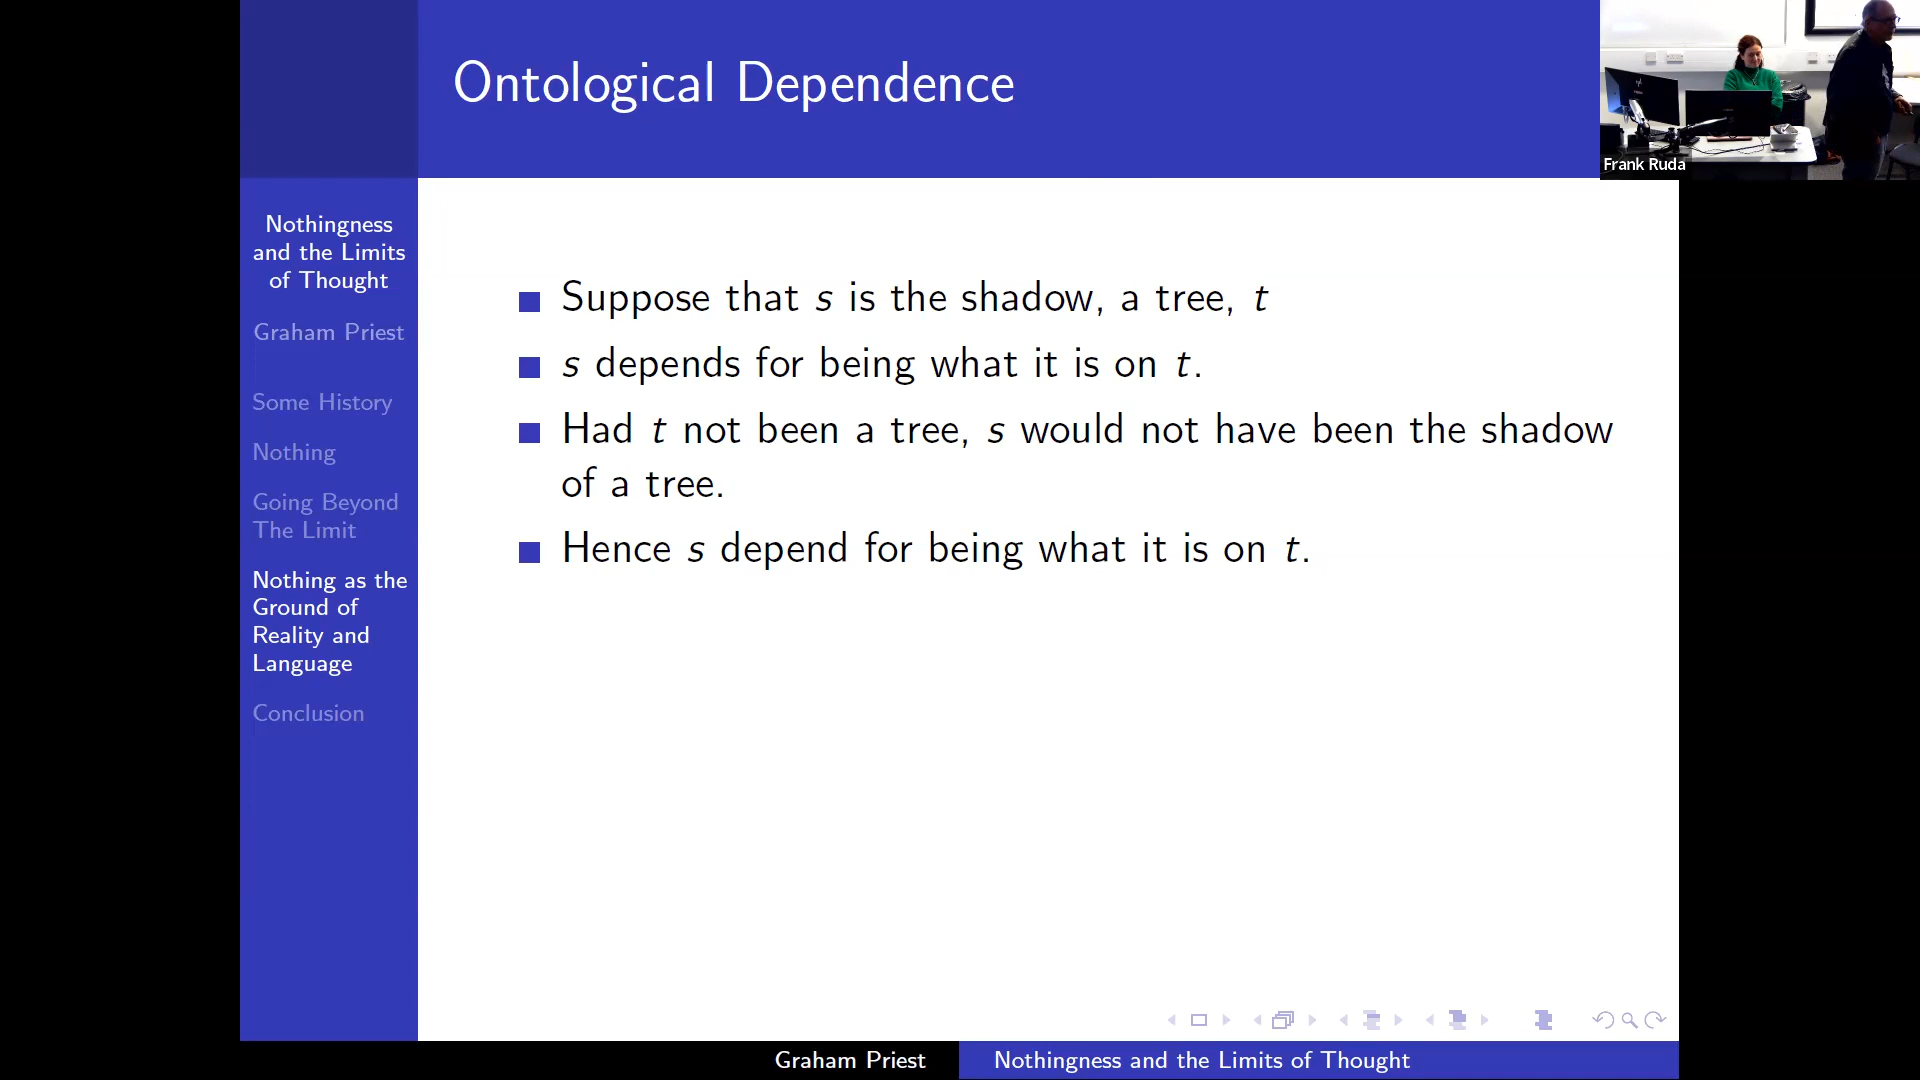 Ontological Dependence
Frank Ruda
Nothingness
and the Limits
of Thought
Graham Priest
Some History
Nothing
Going Beyond
The Limit
Nothing as the
Ground of
Reality and
Language
Conclusion
Suppose that s is the shadow, a tree, t
s depends for being what it is on t.
Had t not been a tree, s would not have been the shadow
of a tree.
Hence s depend for being what it is on t.
Graham Priest
Nothingness and the Limits of Thought